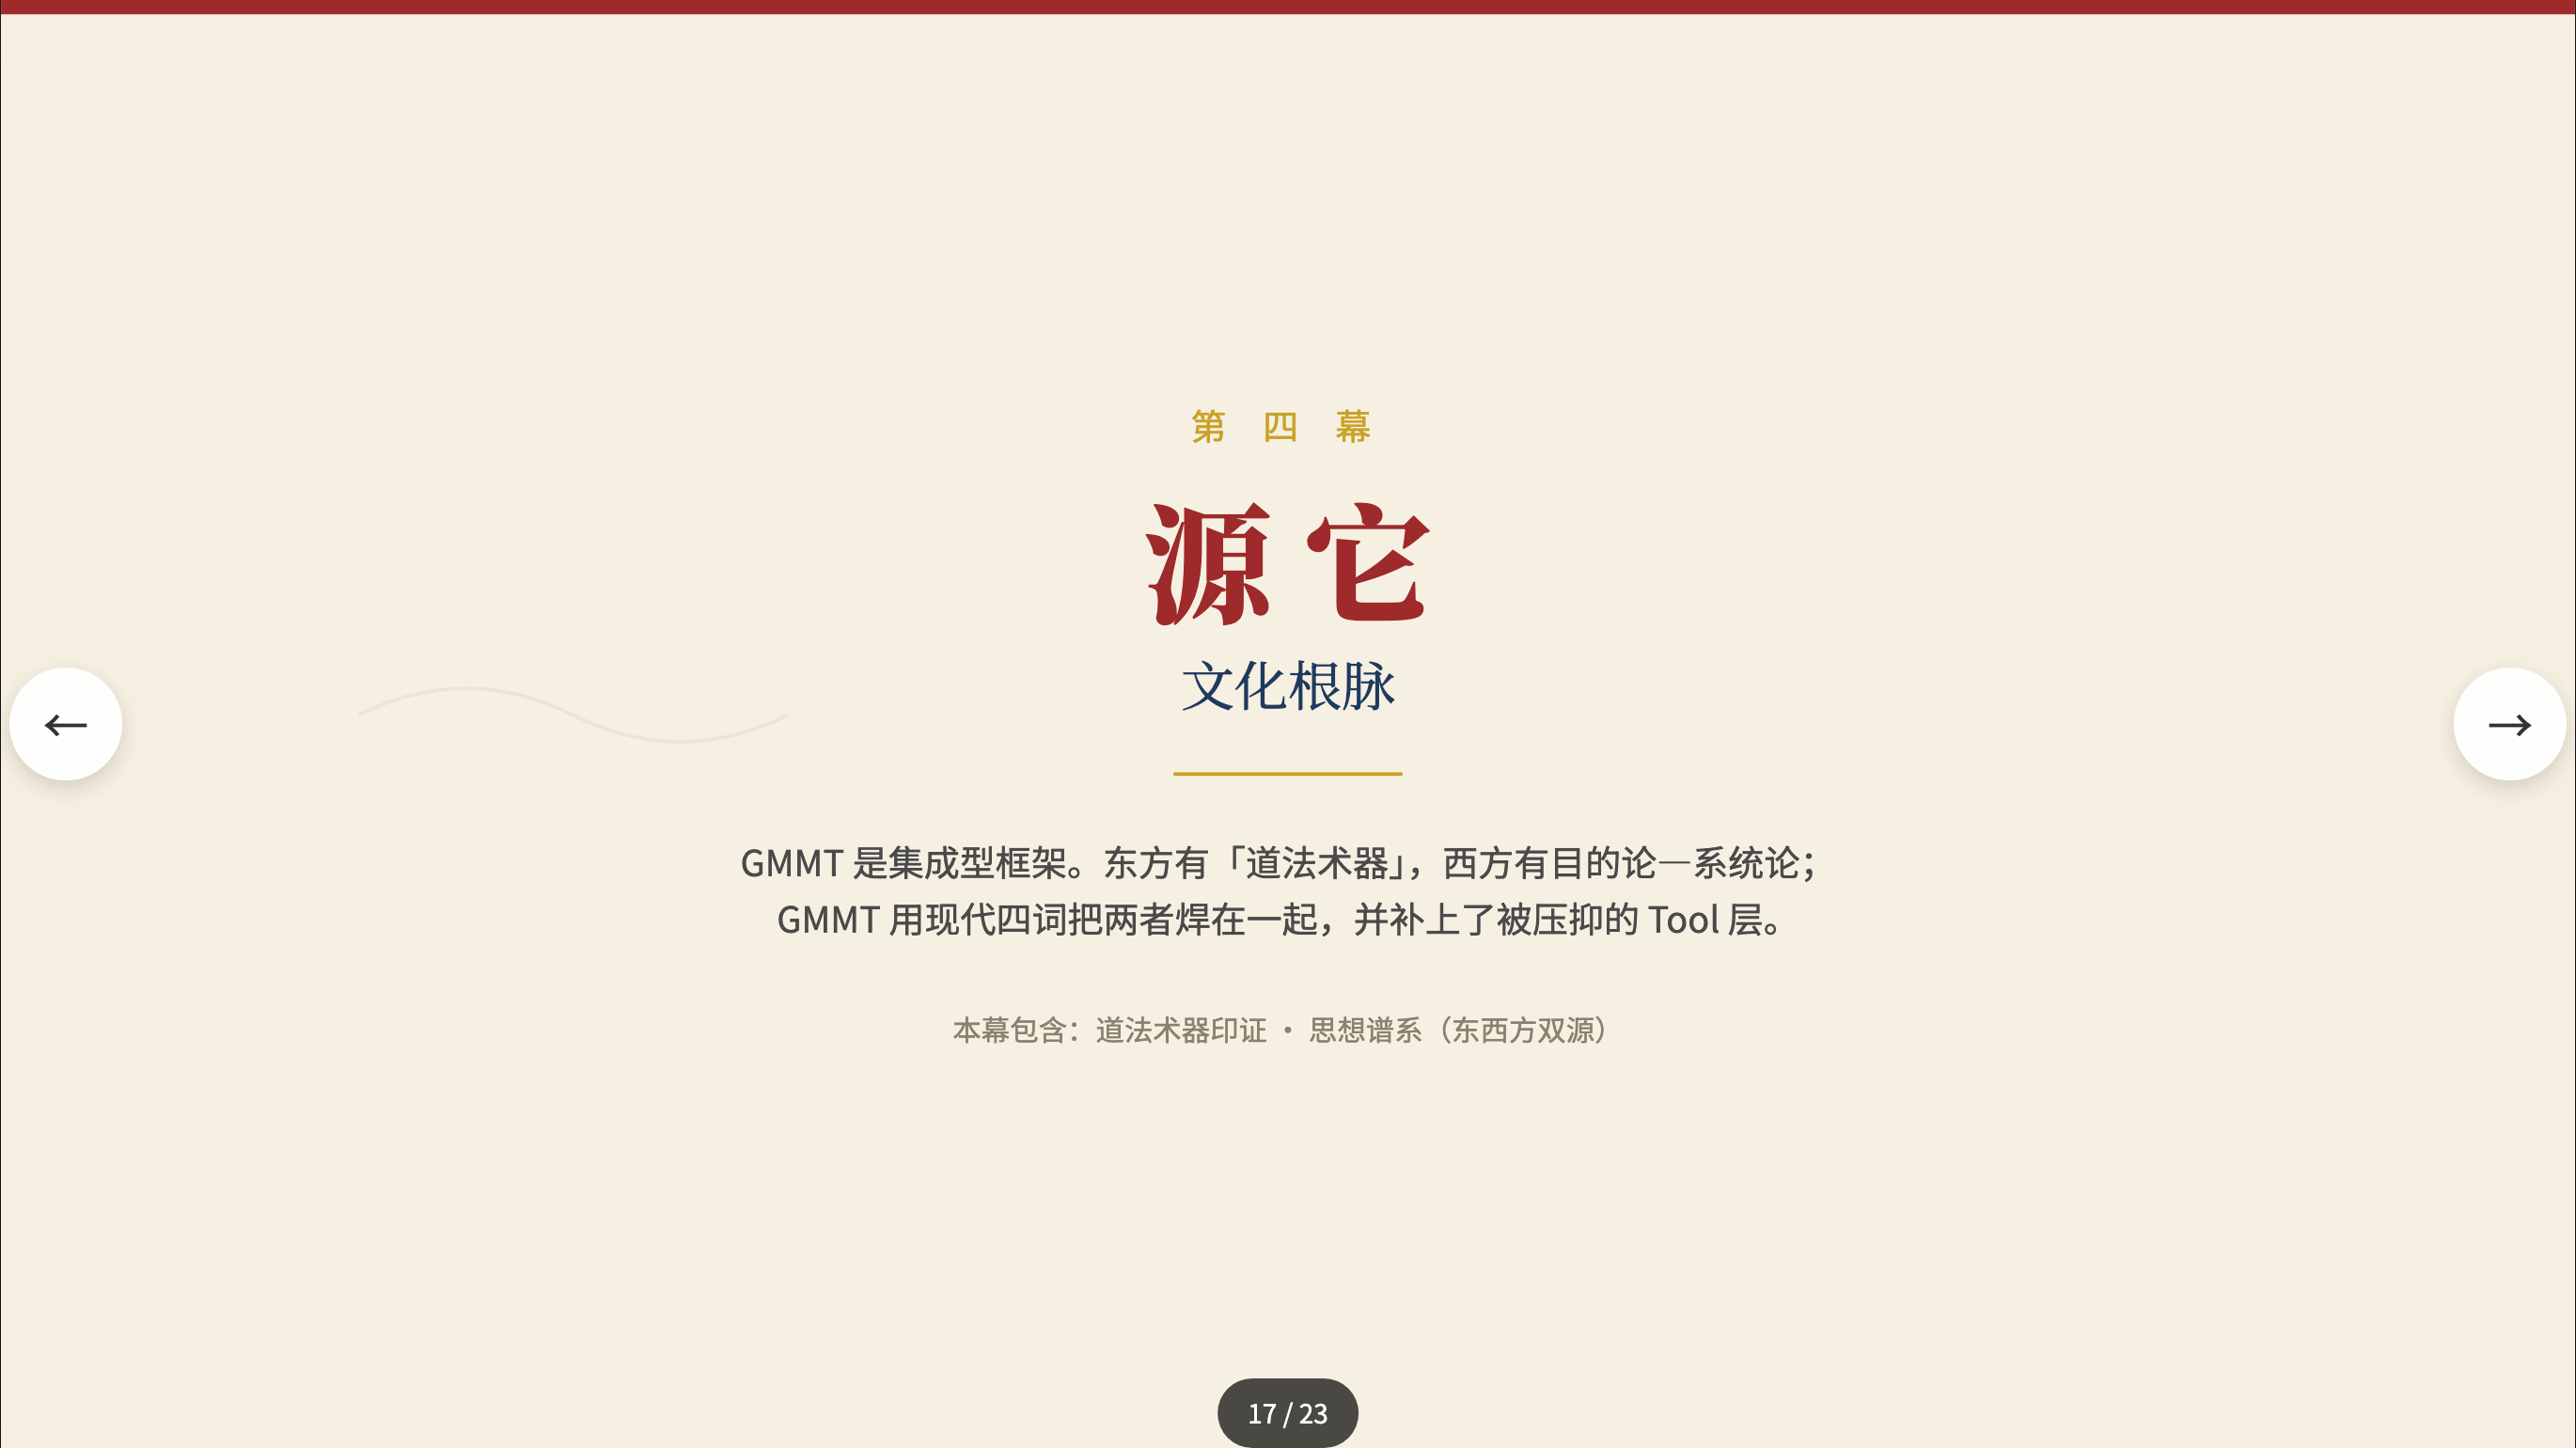 第四幕
源它
文化根脉
GMMT 是集成型框架。东方有「道法术器」，西方有目的论—系统论；
GMMT 用现代四词把两者焊在一起，并补上了被压抑的 Tool 层。
本幕包含：道法术器印证 · 思想谱系（东西方双源）
←
→
17 / 23